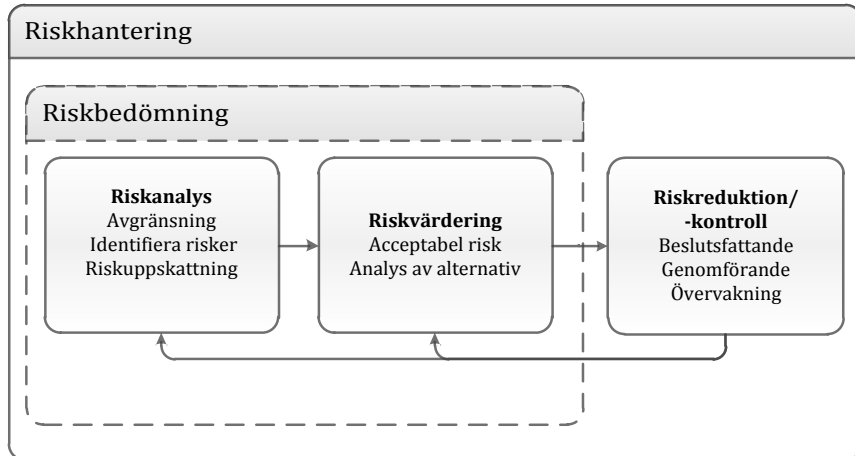 Riskhantering
Riskbedömning
Riskanalys
Avgränsning
Identifiera risker
Riskuppskattning
Riskvärdering
Acceptabel risk
Analys av alternativ
Riskreduktion/
-kontroll
Beslutsfattande
Genomförande
Övervakning